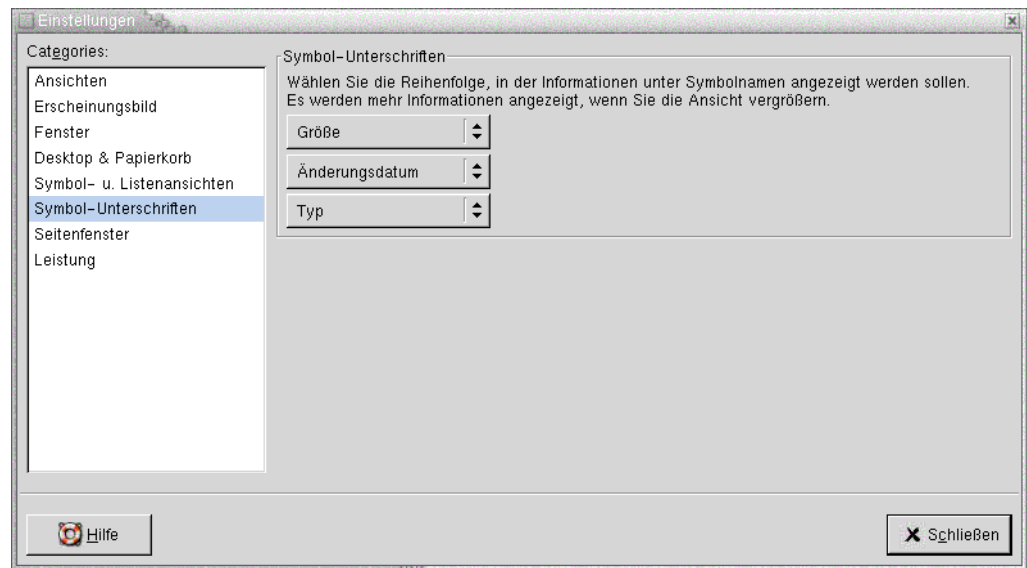 Einstellungen
Categories:
Ansichten
Erscheinungsbild
Fenster
Desktop & Papierkorb
Symbol- u. Listenansichten
Symbol-Unterschriften
Seitenfenster
Leistung
Symbol-Unterschriften
Wählen Sie die Reihenfolge, in der Informationen unter Symbolnamen angezeigt werden sollen.
Es werden mehr Informationen angezeigt, wenn Sie die Ansicht vergrößern.
Größe
Änderungsdatum
Typ
Hilfe
Schließen